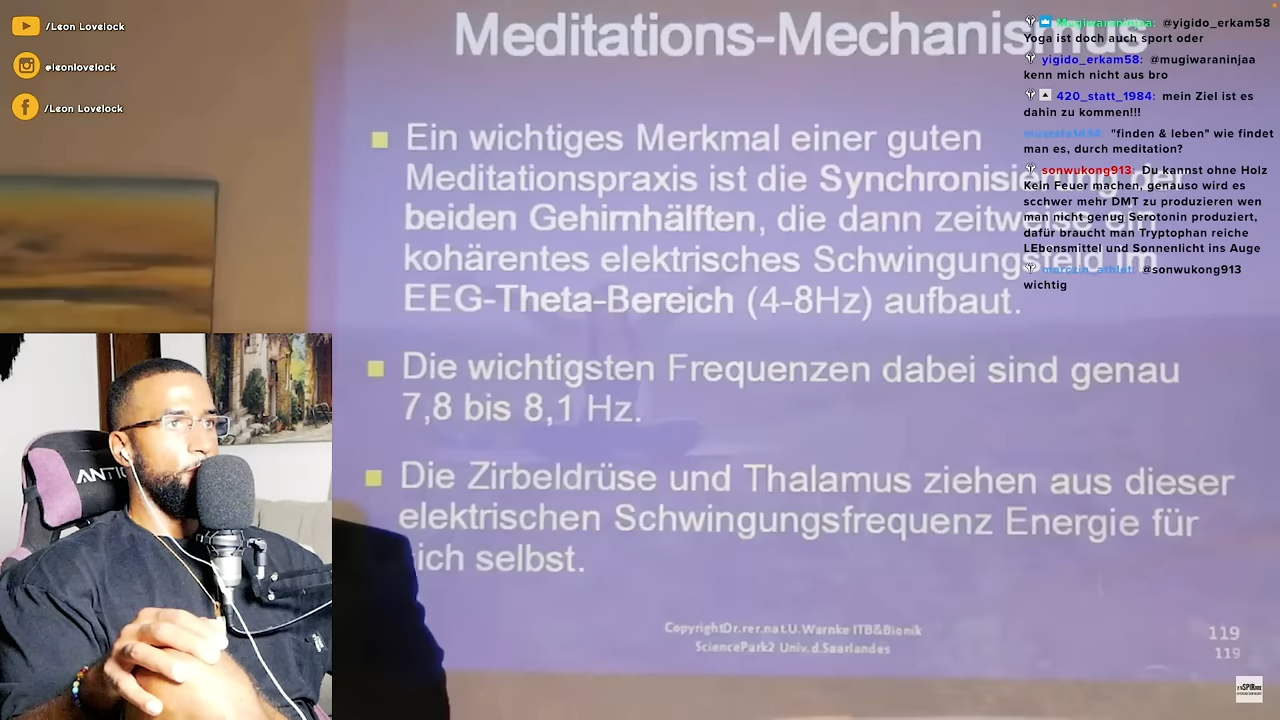 /Leon Lovelock
@leonlovelock
/Leon Lovelock
Meditations-Mechanismus
Ein wichtiges Merkmal einer guten
Meditationspraxis ist die
beiden Gehirnhälften, die dann zeitweise ein
kohärentes elektrisches Schwingungsfeld im
EEG-Theta-Bereich (4-8Hz) aufbaut.
Die wichtigsten Frequenzen dabei sind genau
7,8 bis 8,1 Hz.
Die Zirbeldrüse und Thalamus ziehen aus dieser
elektrischen Schwingungsfrequenz Energie für
sich selbst.
CopyrightDr.rer.nat.U.Warnke ITB&Bionik
SciencePark2 Univ.d.Saarlandes
119
119
Mugiwaraninjaa: @yigido_erkam58
Yoga ist doch auch sport oder
yigido_erkam58: @mugiwaraninjaa
kenn mich nicht aus bro
420_statt_1984: mein Ziel ist es
dahin zu kommen!!!
"finden & leben" wie findet
man es, durch meditation?
sonwukong913: Du kannst ohne Holz
Kein Feuer machen, genauso wird es
scchwer mehr DMT zu produzieren wen
man nicht genug Serotonin produziert,
dafür braucht man Tryptophan reiche
LEbensmittel und Sonnenlicht ins Auge
@sonwukong913
wichtig
ANTIC